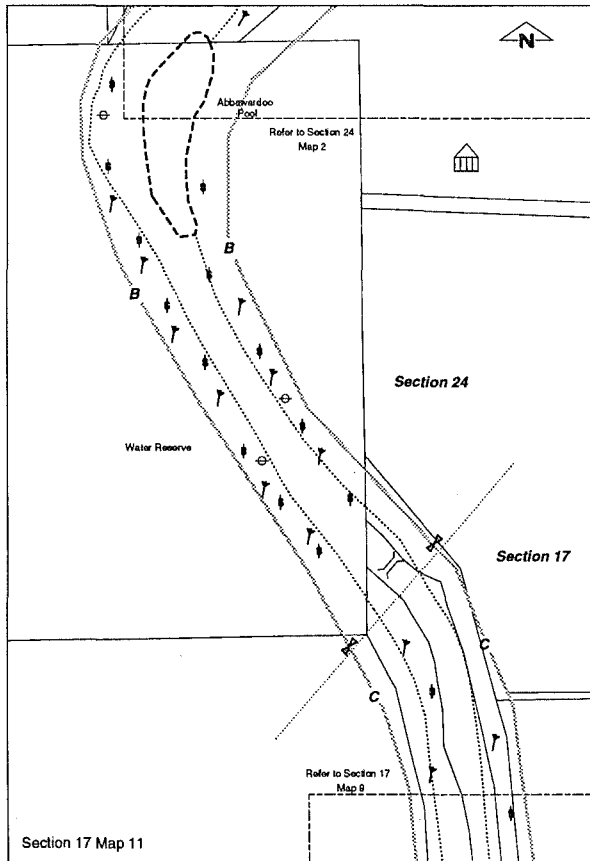 N
Abbawardoo
Pool
Refer to Section 24
Map 2
B
B
Section 24
Water Reserve
Section 17
C
C
Refer to Section 17
Map 9
Section 17 Map 11